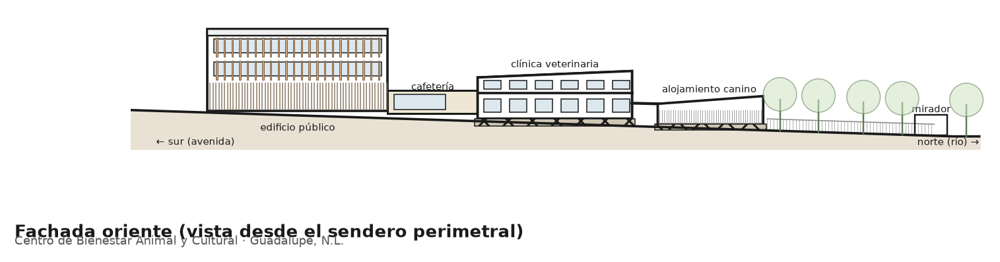 clínica veterinaria
cafetería
alojamiento canino
mirador
edificio público
← sur (avenida)
norte (río) →
Fachada oriente (vista desde el sendero perimetral)
Centro de Bienestar Animal y Cultural · Guadalupe, N.L.